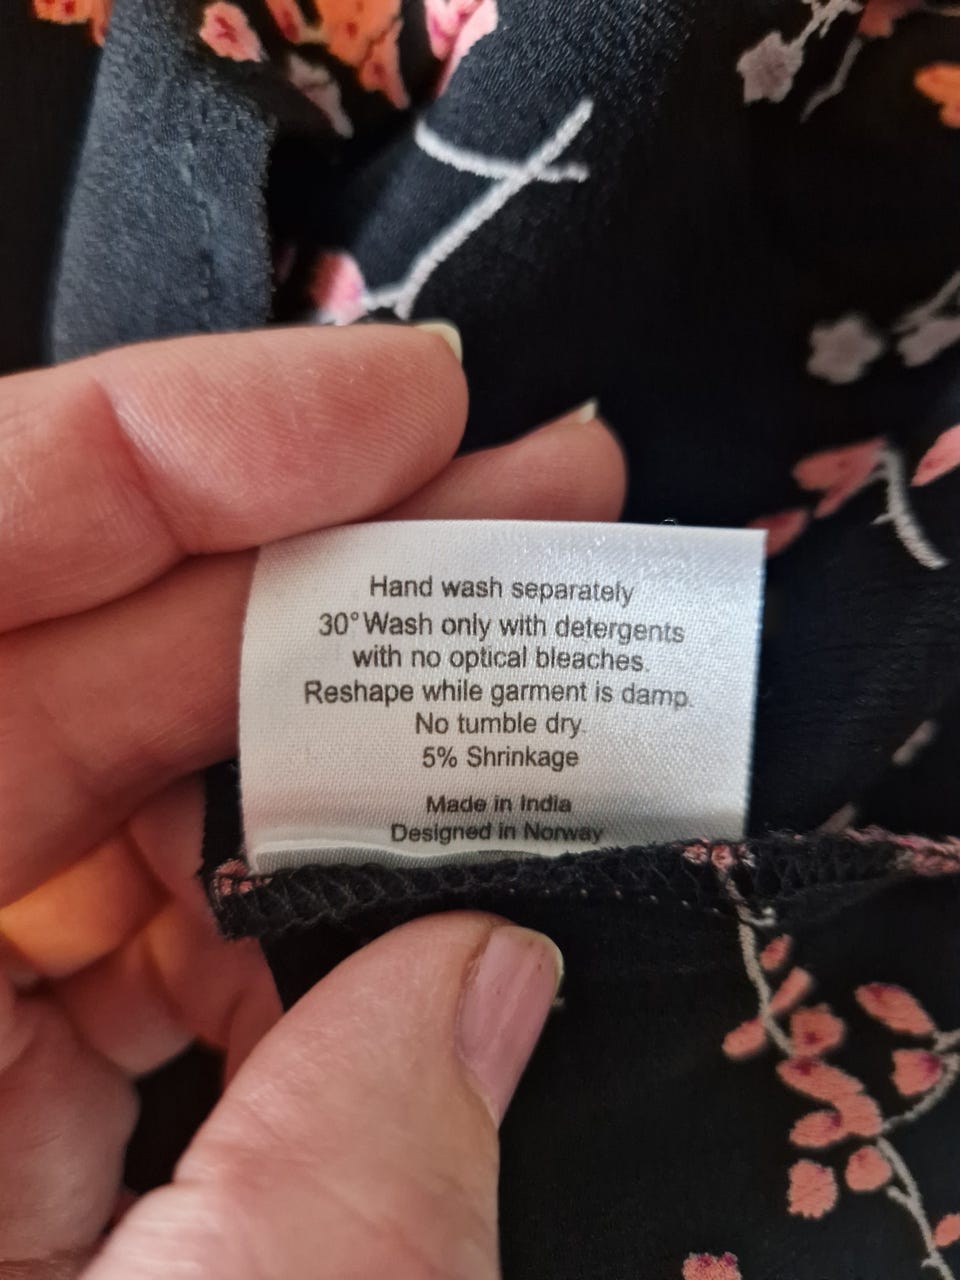 Hand wash separately
30° Wash only with detergents
with no optical bleaches.
Reshape while garment is damp.
No tumble dry.
5% Shrinkage
Made in India
Designed in Norway